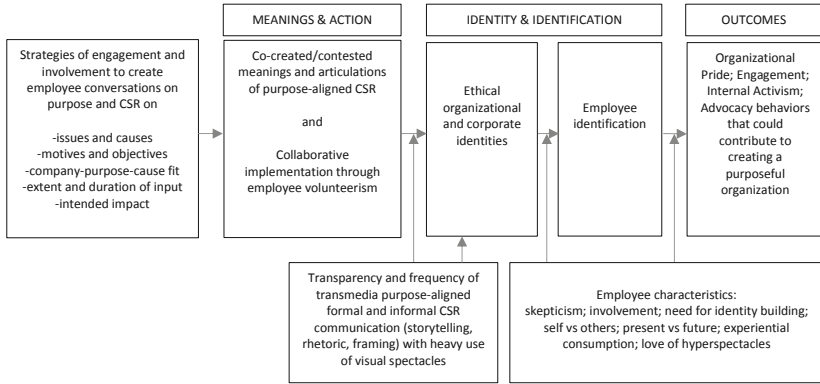 MEANINGS & ACTION
IDENTITY & IDENTIFICATION
OUTCOMES
Strategies of engagement and
involvement to create
employee conversations on
purpose and CSR on
-issues and causes
-motives and objectives
-company-purpose-cause fit
-extent and duration of input
-intended impact
Co-created/contested
meanings and articulations
of purpose-aligned CSR
and
Collaborative
implementation through
employee volunteerism
Ethical
organizational
and corporate
identities
Employee
identification
Organizational
Pride; Engagement;
Internal Activism;
Advocacy behaviors
that could
contribute to
creating a
purposeful
organization
Transparency and frequency of
transmedia purpose-aligned
formal and informal CSR
communication (storytelling,
rhetoric, framing) with heavy use
of visual spectacles
Employee characteristics:
skepticism; involvement; need for identity building;
self vs others; present vs future; experiential
consumption; love of hyperspectacles